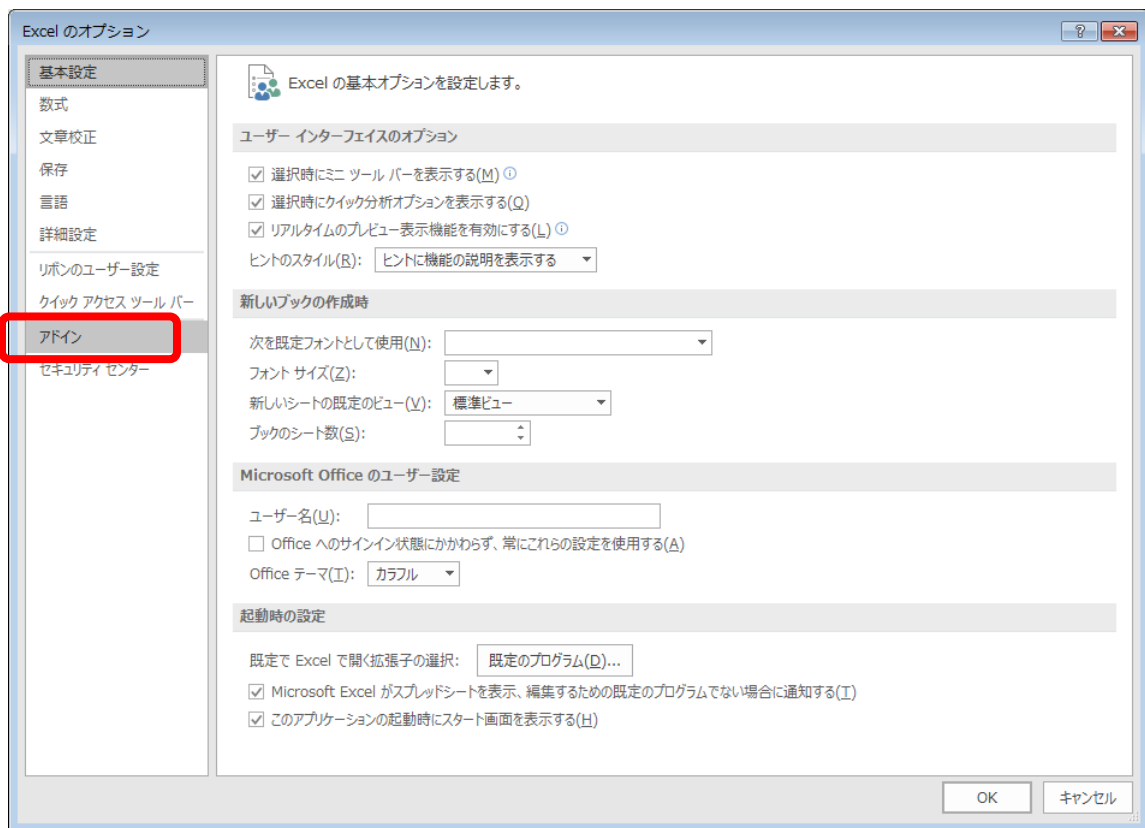 Excel のオプション
基本設定
数式
文章校正
保存
言語
詳細設定
リボンのユーザー設定
クイック アクセス ツール バー
アドイン
セキュリティ センター
Excel の基本オプションを設定します。
ユーザー インターフェイスのオプション
選択時にミニ ツール バーを表示する(M)
選択時にクイック分析オプションを表示する(Q)
リアルタイムのプレビュー表示機能を有効にする(L)
ヒントのスタイル(R): ヒントに機能の説明を表示する
新しいブックの作成時
次を既定フォントとして使用(N):
フォント サイズ(Z):
新しいシートの既定のビュー(V): 標準ビュー
ブックのシート数(S):
Microsoft Office のユーザー設定
ユーザー名(U):
Office へのサインイン状態にかかわらず、常にこれらの設定を使用する(A)
Office テーマ(T): カラフル
起動時の設定
既定で Excel で開く拡張子の選択: 既定のプログラム(D)...
Microsoft Excel がスプレッドシートを表示、編集するための既定のプログラムでない場合に通知する(T)
このアプリケーションの起動時にスタート画面を表示する(H)
OK キャンセル